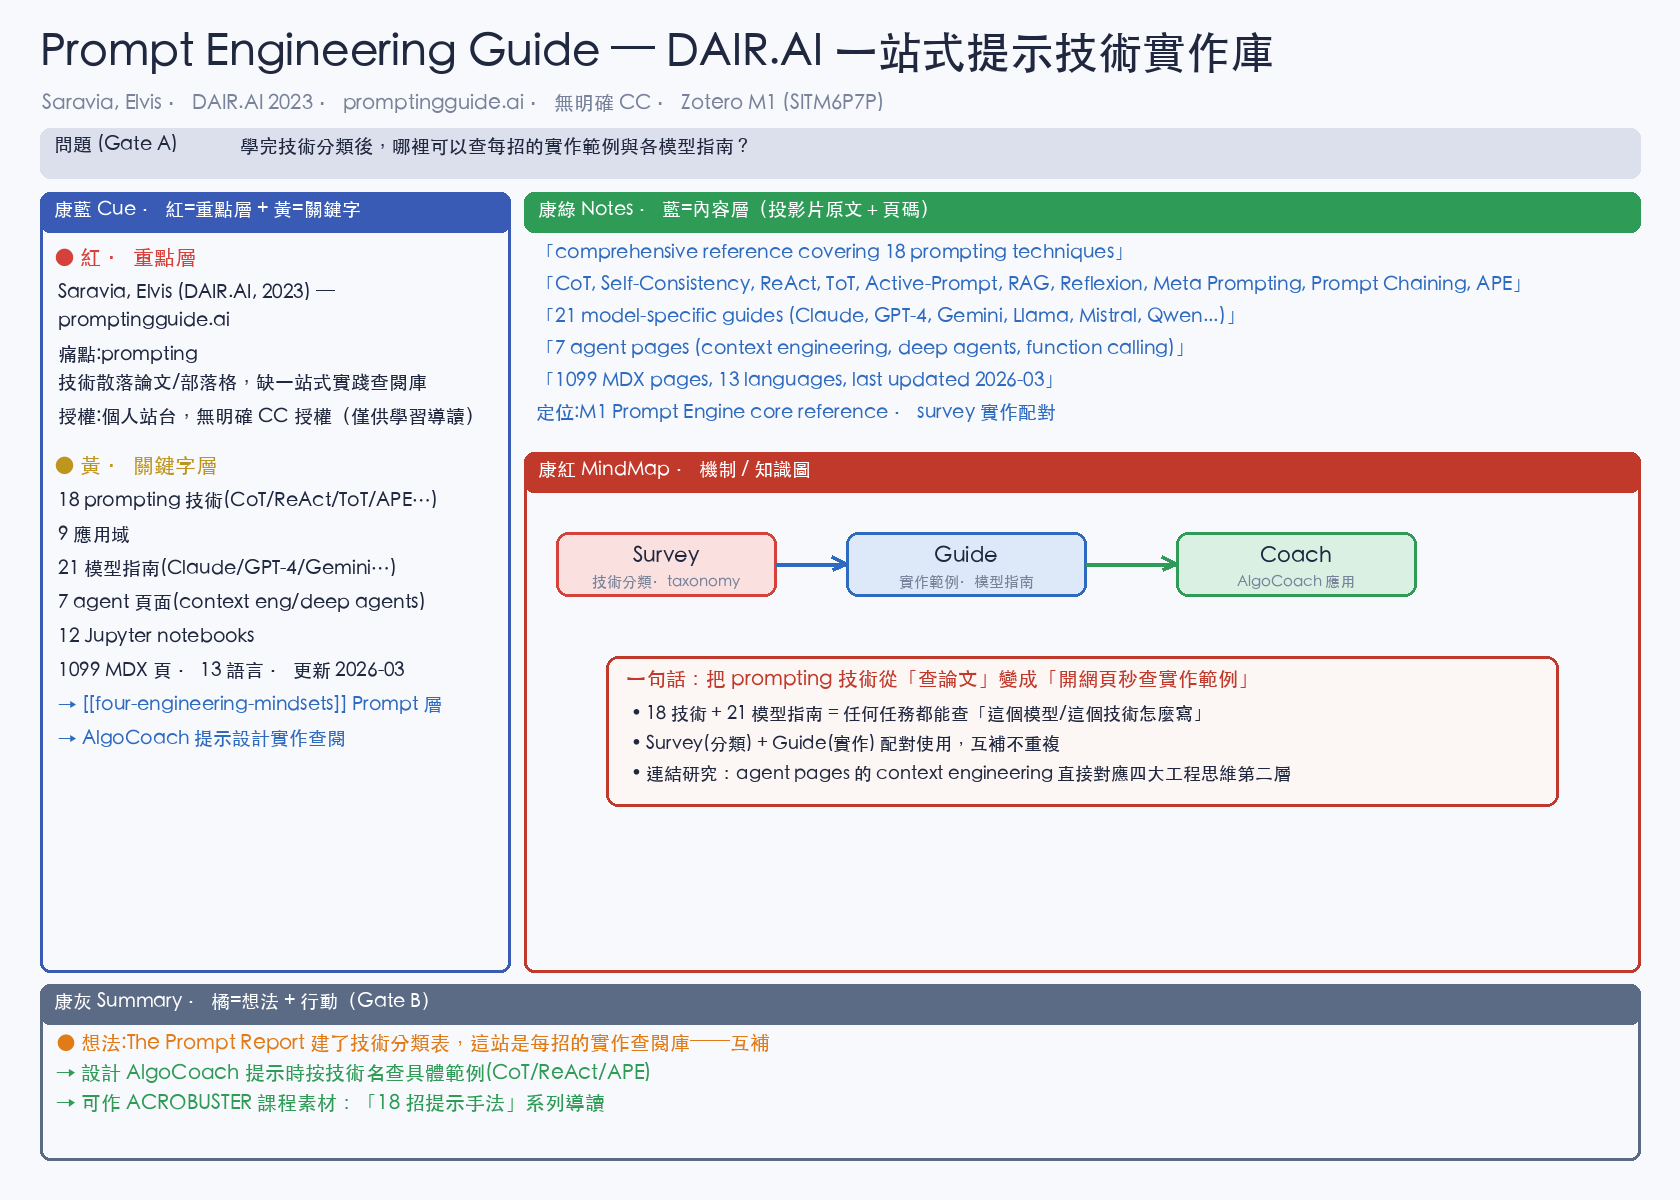 Prompt Engineering Guide — DAIR.AI 一站式提示技術實作庫
Saravia, Elvis · DAIR.AI 2023 · promptingguide.ai · 無明確 CC · Zotero M1 (SITM6P7P)
問題 (Gate A) 學完技術分類後，哪裡可以查每招的實作範例與各模型指南？
康藍 Cue · 紅=重點層 + 黃=關鍵字
● 紅 · 重點層
Saravia, Elvis (DAIR.AI, 2023) —
promptingguide.ai
痛點:prompting
技術散落論文/部落格，缺一站式實踐查閱庫
授權:個人站台，無明確 CC 授權（僅供學習導讀）
● 黃 · 關鍵字層
18 prompting 技術(CoT/ReAct/ToT/APE⋯)
9 應用域
21 模型指南(Claude/GPT-4/Gemini⋯)
7 agent 頁面(context eng/deep agents)
12 Jupyter notebooks
1099 MDX 頁 · 13 語言 · 更新 2026-03
→ [[four-engineering-mindsets]] Prompt 層
→ AlgoCoach 提示設計實作查閱
康綠 Notes · 藍=內容層（投影片原文 + 頁碼）
「comprehensive reference covering 18 prompting techniques」
「CoT, Self-Consistency, ReAct, ToT, Active-Prompt, RAG, Reflexion, Meta Prompting, Prompt Chaining, APE」
「21 model-specific guides (Claude, GPT-4, Gemini, Llama, Mistral, Qwen...)」
「7 agent pages (context engineering, deep agents, function calling)」
「1099 MDX pages, 13 languages, last updated 2026-03」
定位:M1 Prompt Engine core reference · survey 實作配對
康紅 MindMap · 機制 / 知識圖
Survey
技術分類· taxonomy
Guide
實作範例· 模型指南
Coach
AlgoCoach 應用
一句話：把 prompting 技術從「查論文」變成「開網頁秒查實作範例」
• 18 技術 + 21 模型指南 = 任何任務都能查「這個模型/這個技術怎麼寫」
• Survey(分類) + Guide(實作) 配對使用，互補不重複
• 連結研究：agent pages 的 context engineering 直接對應四大工程思維第二層
康灰 Summary · 橘=想法 + 行動（Gate B）
● 想法:The Prompt Report 建了技術分類表，這站是每招的實作查閱庫——互補
→ 設計 AlgoCoach 提示時按技術名查具體範例(CoT/ReAct/APE)
→ 可作 ACROBUSTER 課程素材：「18 招提示手法」系列導讀